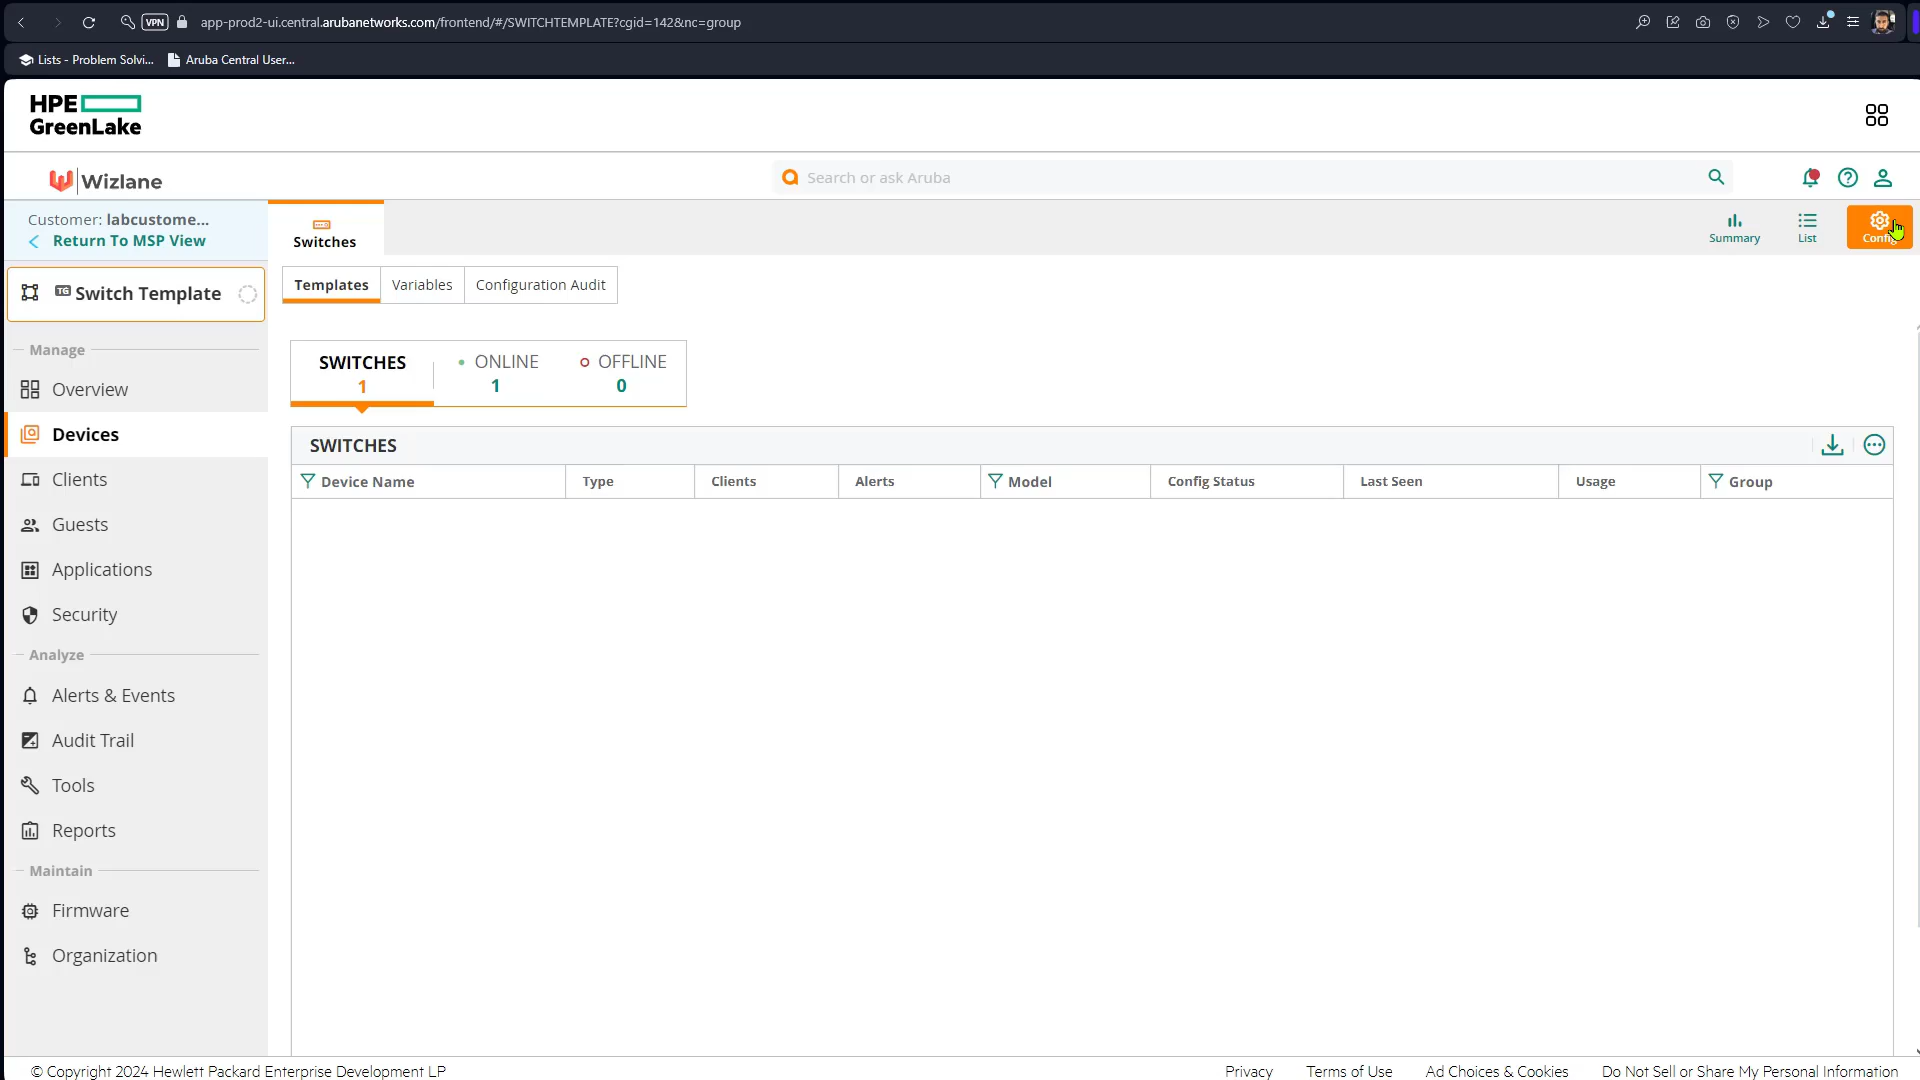 VPN
app-prod2-ui.central.arubanetworks.com/frontend/#/SWITCHTEMPLATE?cgid=142&nc=group
Lists - Problem Solvi...
Aruba Central User...
HPE
GreenLake
Wizlane
Search or ask Aruba
Customer: labcustome...
Return To MSP View
Switches
Summary
List
Config
TG Switch Template
Templates
Variables
Configuration Audit
Manage
Overview
Devices
Clients
Guests
Applications
Security
Analyze
Alerts & Events
Audit Trail
Tools
Reports
Maintain
Firmware
Organization
SWITCHES
1
ONLINE
1
OFFLINE
0
SWITCHES
Device Name
Type
Clients
Alerts
Model
Config Status
Last Seen
Usage
Group
© Copyright 2024 Hewlett Packard Enterprise Development LP
Privacy
Terms of Use
Ad Choices & Cookies
Do Not Sell or Share My Personal Information